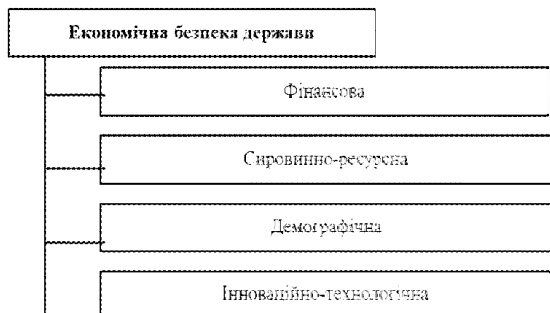 Економічна безпека держави
Фінансова
Сировинно-ресурсна
Демографічна
Інноваційно-технологічна